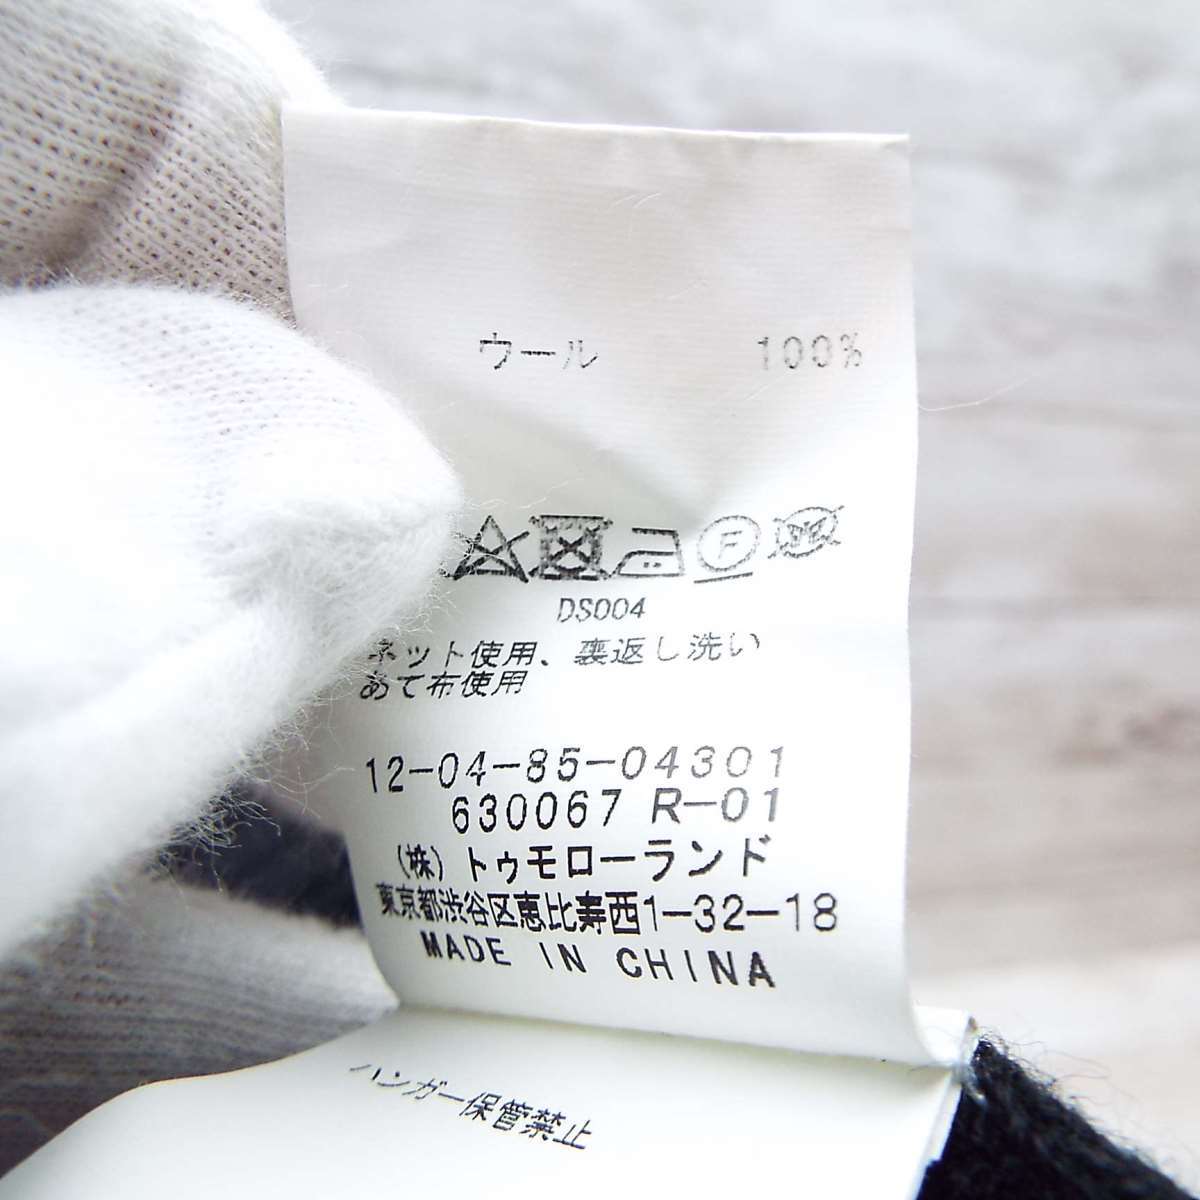 ウール 100%
F
DS004
ネット使用、裏返し洗い
あて布使用
12-04-85-04301
630067 R-01
(株) トゥモローランド
東京都渋谷区恵比寿西1-32-18
MADE IN CHINA
ハンガー保管禁止